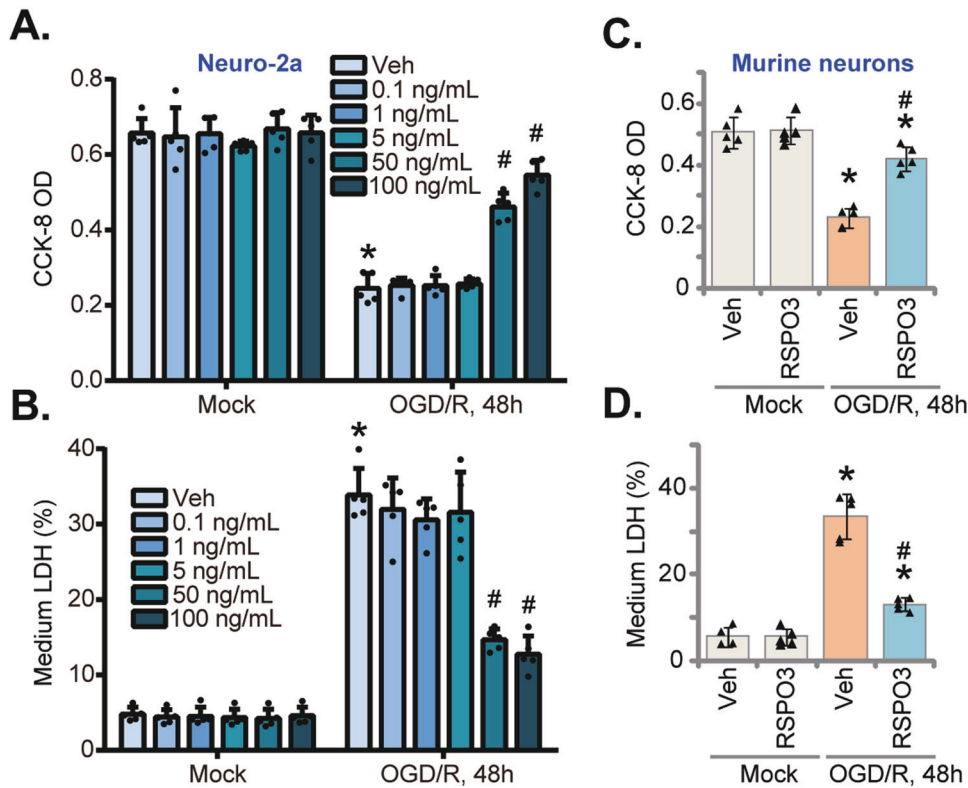 A.
Neuro-2a
Veh
0.1 ng/mL
1 ng/mL
5 ng/mL
50 ng/mL
100 ng/mL
CCK-8 OD
0.8
0.6
0.4
0.2
0.0
*
#
#
Mock
OGD/R, 48h
B.
Veh
0.1 ng/mL
1 ng/mL
5 ng/mL
50 ng/mL
100 ng/mL
Medium LDH (%)
40
30
20
10
0
*
#
#
Mock
OGD/R, 48h
C.
Murine neurons
CCK-8 OD
0.6
0.4
0.2
0
*
#
*
Veh
RSPO3
Veh
RSPO3
Mock
OGD/R, 48h
D.
Medium LDH (%)
40
20
0
*
#
*
Veh
RSPO3
Veh
RSPO3
Mock
OGD/R, 48h